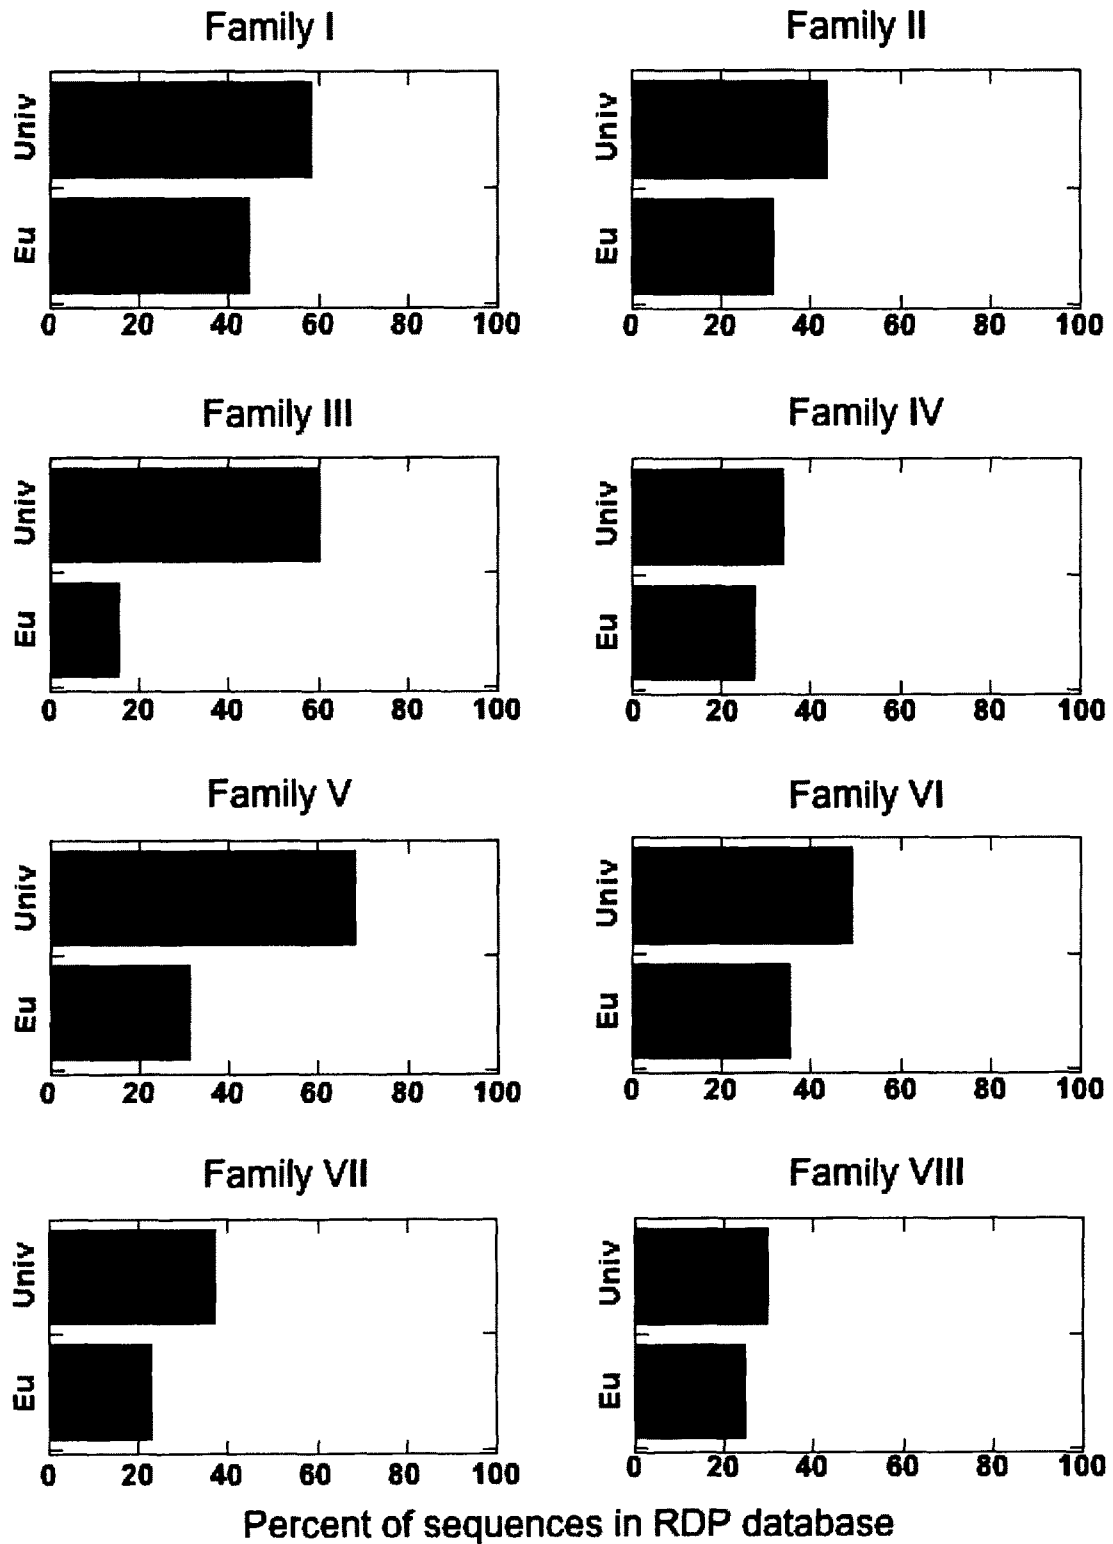 Family I
Univ
Eu
0 20 40 60 80 100
Family II
Univ
Eu
0 20 40 60 80 100
Family III
Univ
Eu
0 20 40 60 80 100
Family IV
Univ
Eu
0 20 40 60 80 100
Family V
Univ
Eu
0 20 40 60 80 100
Family VI
Univ
Eu
0 20 40 60 80 100
Family VII
Univ
Eu
0 20 40 60 80 100
Family VIII
Univ
Eu
0 20 40 60 80 100
Percent of sequences in RDP database